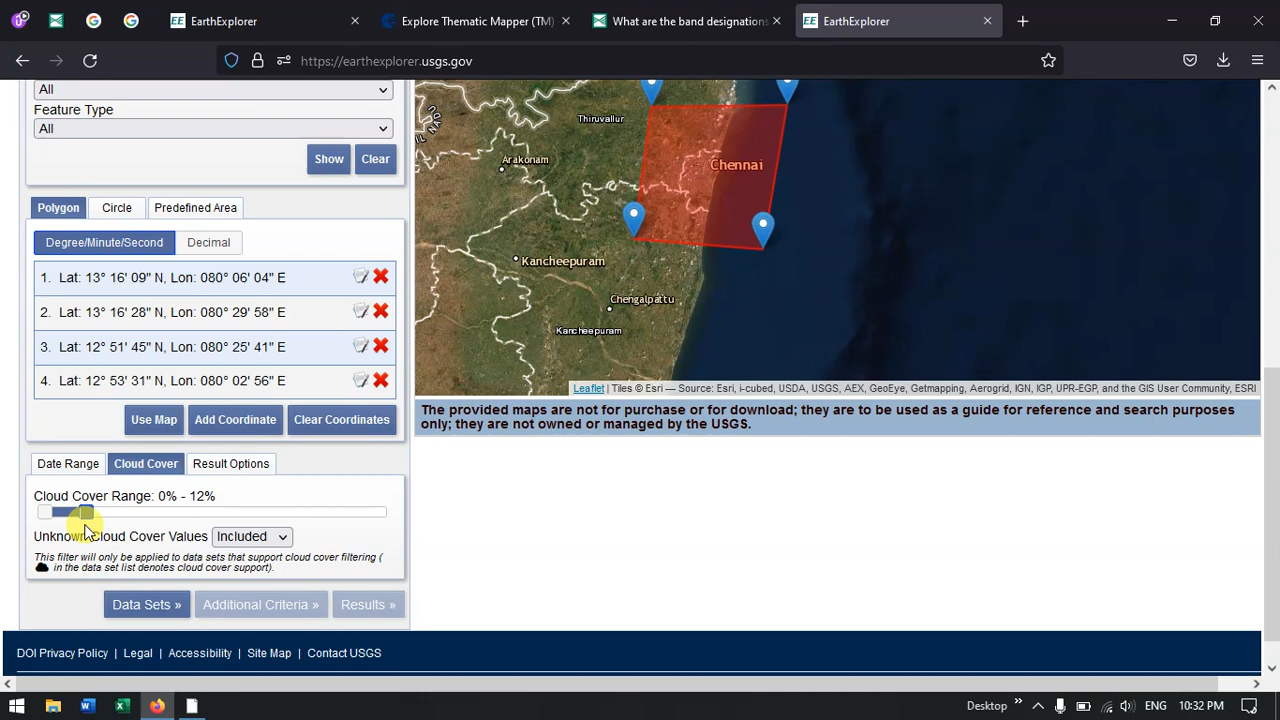 EarthExplorer
Explore Thematic Mapper (TM)
What are the band designations
EarthExplorer
https://earthexplorer.usgs.gov
All
Feature Type
All
Show
Clear
Polygon
Circle
Predefined Area
Degree/Minute/Second
Decimal
1. Lat: 13° 16' 09" N, Lon: 080° 06' 04" E
2. Lat: 13° 16' 28" N, Lon: 080° 29' 58" E
3. Lat: 12° 51' 45" N, Lon: 080° 25' 41" E
4. Lat: 12° 53' 31" N, Lon: 080° 02' 56" E
Use Map
Add Coordinate
Clear Coordinates
Date Range
Cloud Cover
Result Options
Cloud Cover Range: 0% - 12%
Unknown Cloud Cover Values
Included
This filter will only be applied to data sets that support cloud cover filtering (
in the data set list denotes cloud cover support).
Data Sets »
Additional Criteria »
Results »
Thiruvallur
Arakonam
Chennai
Kancheepuram
Chengalpattu
Kancheepuram
Leaflet | Tiles © Esri — Source: Esri, i-cubed, USDA, USGS, AEX, GeoEye, Getmapping, Aerogrid, IGN, IGP, UPR-EGP, and the GIS User Community, ESRI
The provided maps are not for purchase or for download; they are to be used as a guide for reference and search purposes
only; they are not owned or managed by the USGS.
DOI Privacy Policy | Legal | Accessibility | Site Map | Contact USGS
Desktop
ENG
10:32 PM